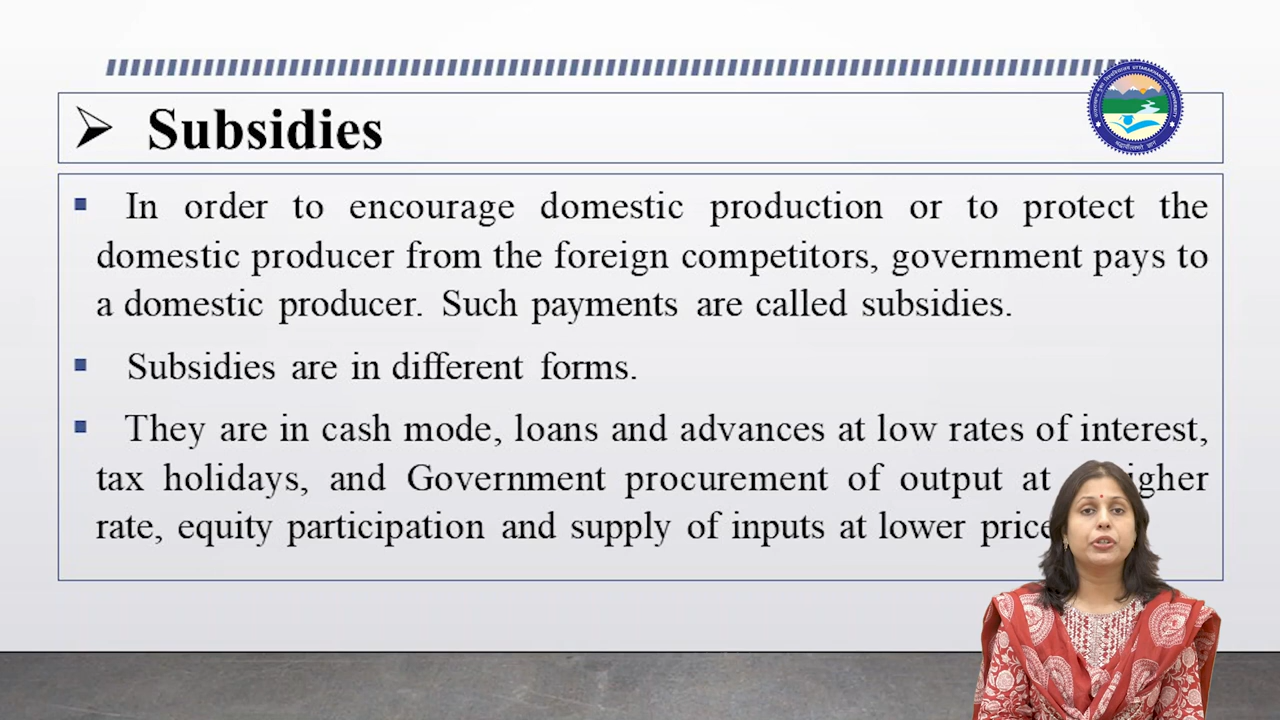 Subsidies
In order to encourage domestic production or to protect the
domestic producer from the foreign competitors, government pays to
a domestic producer. Such payments are called subsidies.
Subsidies are in different forms.
They are in cash mode, loans and advances at low rates of interest,
tax holidays, and Government procurement of output at
rate, equity participation and supply of inputs at lower